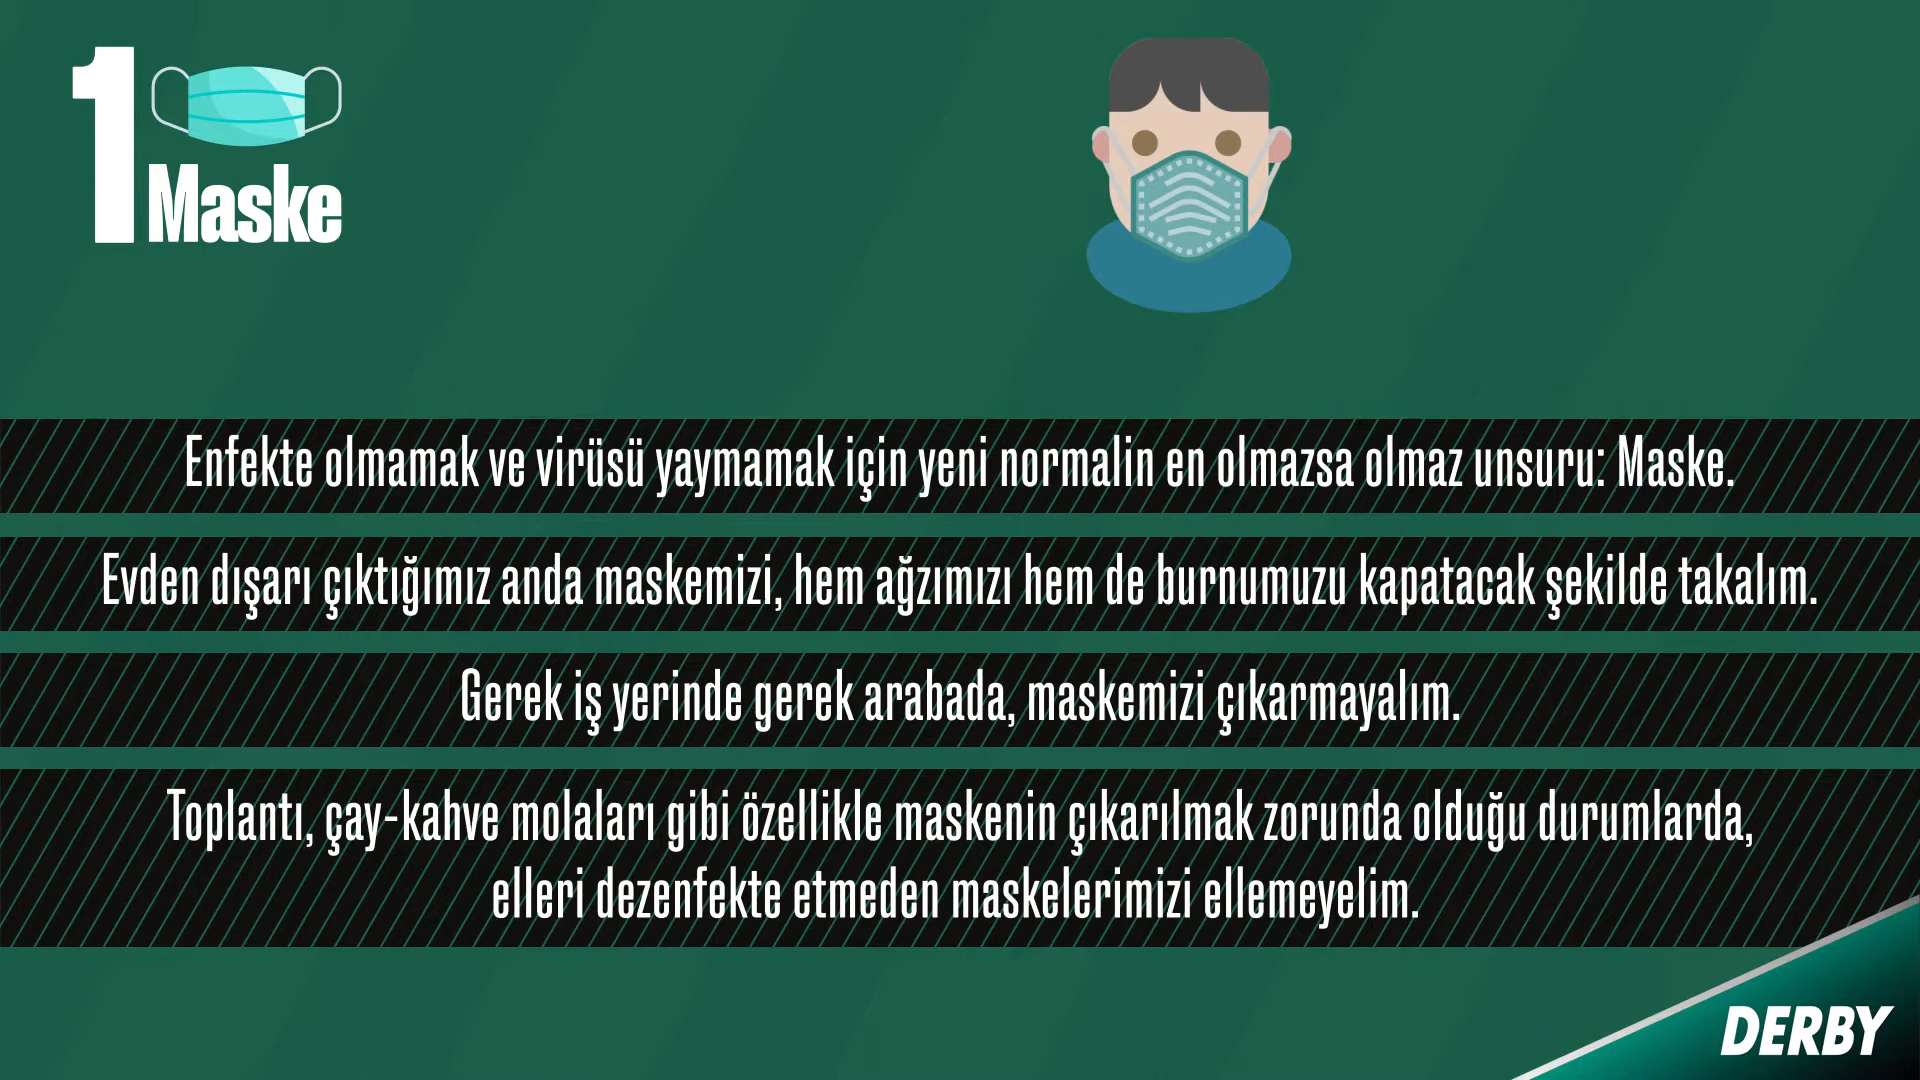 1
Maske
Enfekte olmamak ve virüsü yaymamak için yeni normalin en olmazsa olmaz unsuru: Maske.
Evden dışarı çıktığımız anda maskemizi, hem ağzımızı hem de burnumuzu kapatacak şekilde takalım.
Gerek iş yerinde gerek arabada, maskemizi çıkarmayalım.
Toplantı, çay-kahve molaları gibi özellikle maskenin çıkarılmak zorunda olduğu durumlarda,
elleri dezenfekte etmeden maskelerimizi ellemeyelim.
DERBY